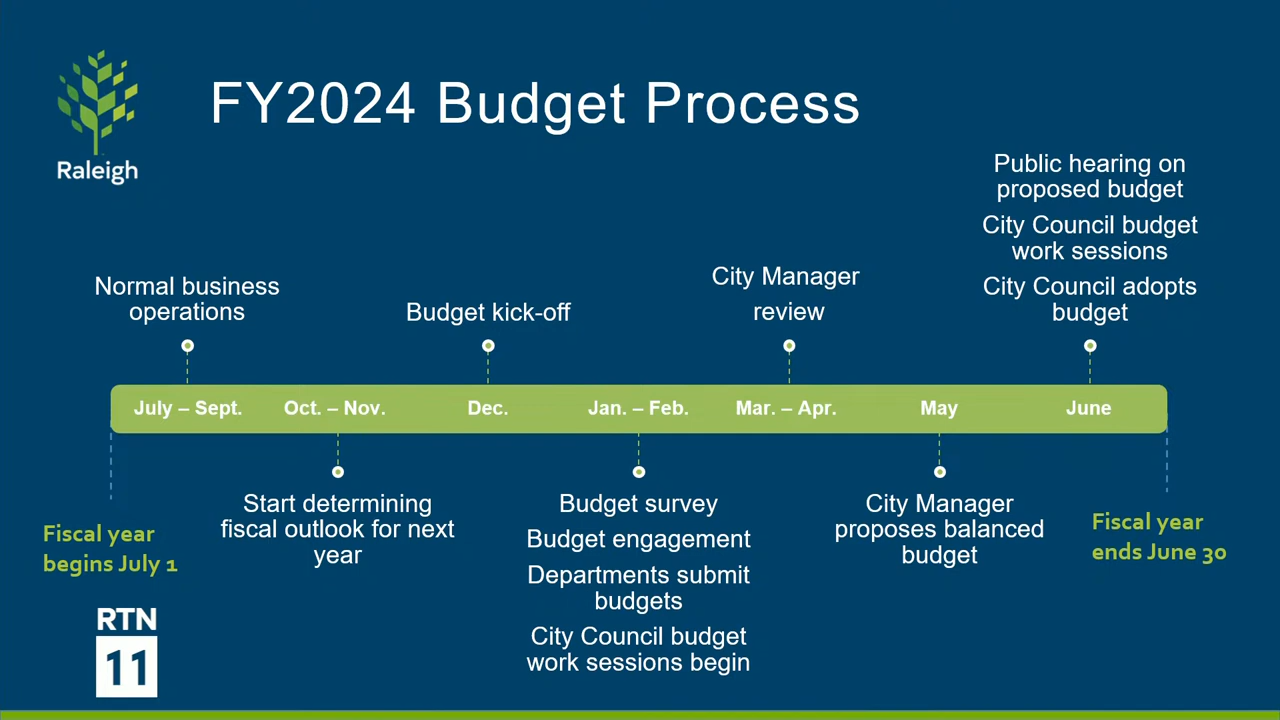 FY2024 Budget Process
Raleigh
Public hearing on
proposed budget
City Council budget
work sessions
City Council adopts
budget
Normal business
operations
Budget kick-off
City Manager
review
July – Sept.
Oct. – Nov.
Dec.
Jan. – Feb.
Mar. – Apr.
May
June
Fiscal year
begins July 1
Start determining
fiscal outlook for next
year
Budget survey
Budget engagement
Departments submit
budgets
City Council budget
work sessions begin
City Manager
proposes balanced
budget
Fiscal year
ends June 30
RTN
11